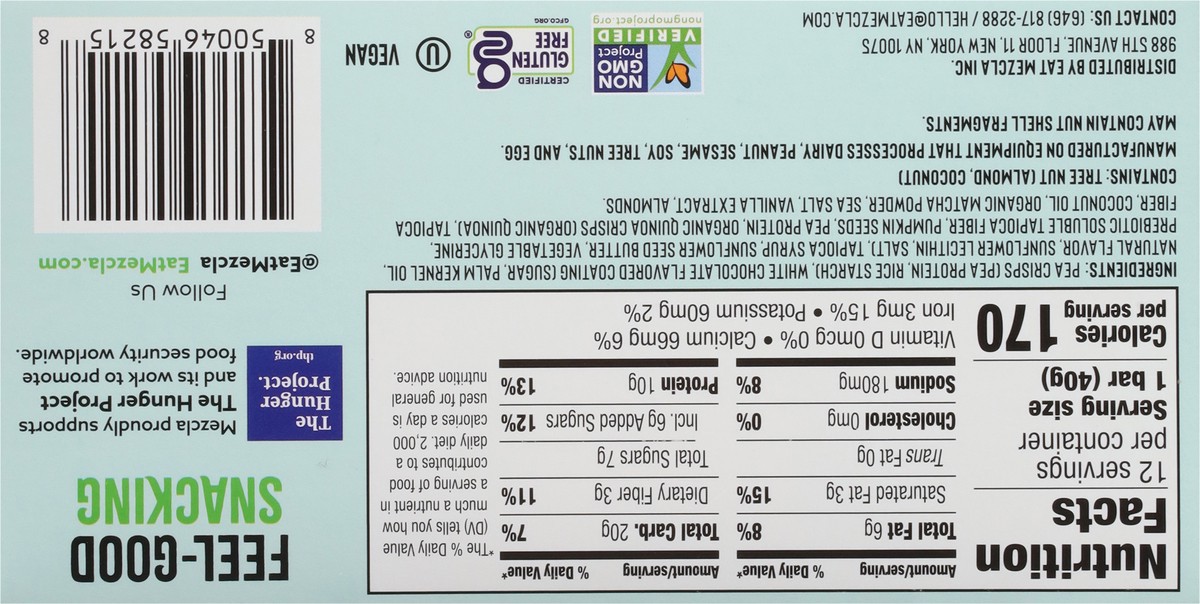 FEEL-GOOD
SNACKING
Mezcla proudly supports
The Hunger Project
and its work to promote
food security worldwide.
The
Hunger
Project.
thp.org
Follow Us
@EatMezcla EatMezcla.com
8 50046 58215 8
Nutrition
Facts
12 servings
per container
Serving size
1 bar (40g)
Calories
per serving
170
Amount/serving % Daily Value*
Total Fat 6g 8%
Saturated Fat 3g 15%
Trans Fat 0g
Cholesterol 0mg 0%
Sodium 180mg 8%
Amount/serving % Daily Value*
Total Carb. 20g 7%
Dietary Fiber 3g 11%
Total Sugars 7g
Incl. 6g Added Sugars 12%
Protein 10g 13%
Vitamin D 0mcg 0% • Calcium 66mg 6%
Iron 3mg 15% • Potassium 60mg 2%
*The % Daily Value
(DV) tells you how
much a nutrient in
a serving of food
contributes to a
daily diet. 2,000
calories a day is
used for general
nutrition advice.
INGREDIENTS: PEA CRISPS (PEA PROTEIN, RICE STARCH), WHITE CHOCOLATE FLAVORED COATING (SUGAR, PALM KERNEL OIL,
NATURAL FLAVOR, SUNFLOWER LECITHIN, SALT), TAPIOCA SYRUP, SUNFLOWER SEED BUTTER, VEGETABLE GLYCERINE,
PREBIOTIC SOLUBLE TAPIOCA FIBER, PUMPKIN SEEDS, PEA PROTEIN, ORGANIC QUINOA CRISPS (ORGANIC QUINOA), TAPIOCA
FIBER, COCONUT OIL, ORGANIC MATCHA POWDER, SEA SALT, VANILLA EXTRACT, ALMONDS.
CONTAINS: TREE NUT (ALMOND, COCONUT)
MANUFACTURED ON EQUIPMENT THAT PROCESSES DAIRY, PEANUT, SESAME, SOY, TREE NUTS, AND EGG.
MAY CONTAIN NUT SHELL FRAGMENTS.
DISTRIBUTED BY EAT MEZCLA INC.
988 5TH AVENUE, FLOOR 11, NEW YORK, NY 10075
CONTACT US: (646) 817-3288 / HELLO@EATMEZCLA.COM
NON
GMO
Project
VERIFIED
nongmoproject.org
CERTIFIED
GLUTEN
FREE
®
GFCO.ORG
U
VEGAN